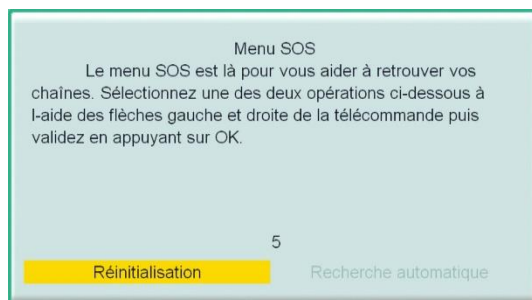 Menu SOS
Le menu SOS est là pour vous aider à retrouver vos
chaînes. Sélectionnez une des deux opérations ci-dessous à
l-aide des flèches gauche et droite de la télécommande puis
validez en appuyant sur OK.
5
Réinitialisation
Recherche automatique